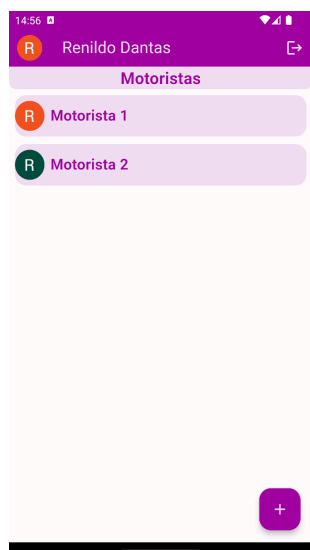 14:56 A
R Renildo Dantas
Motoristas
R Motorista 1
R Motorista 2
+